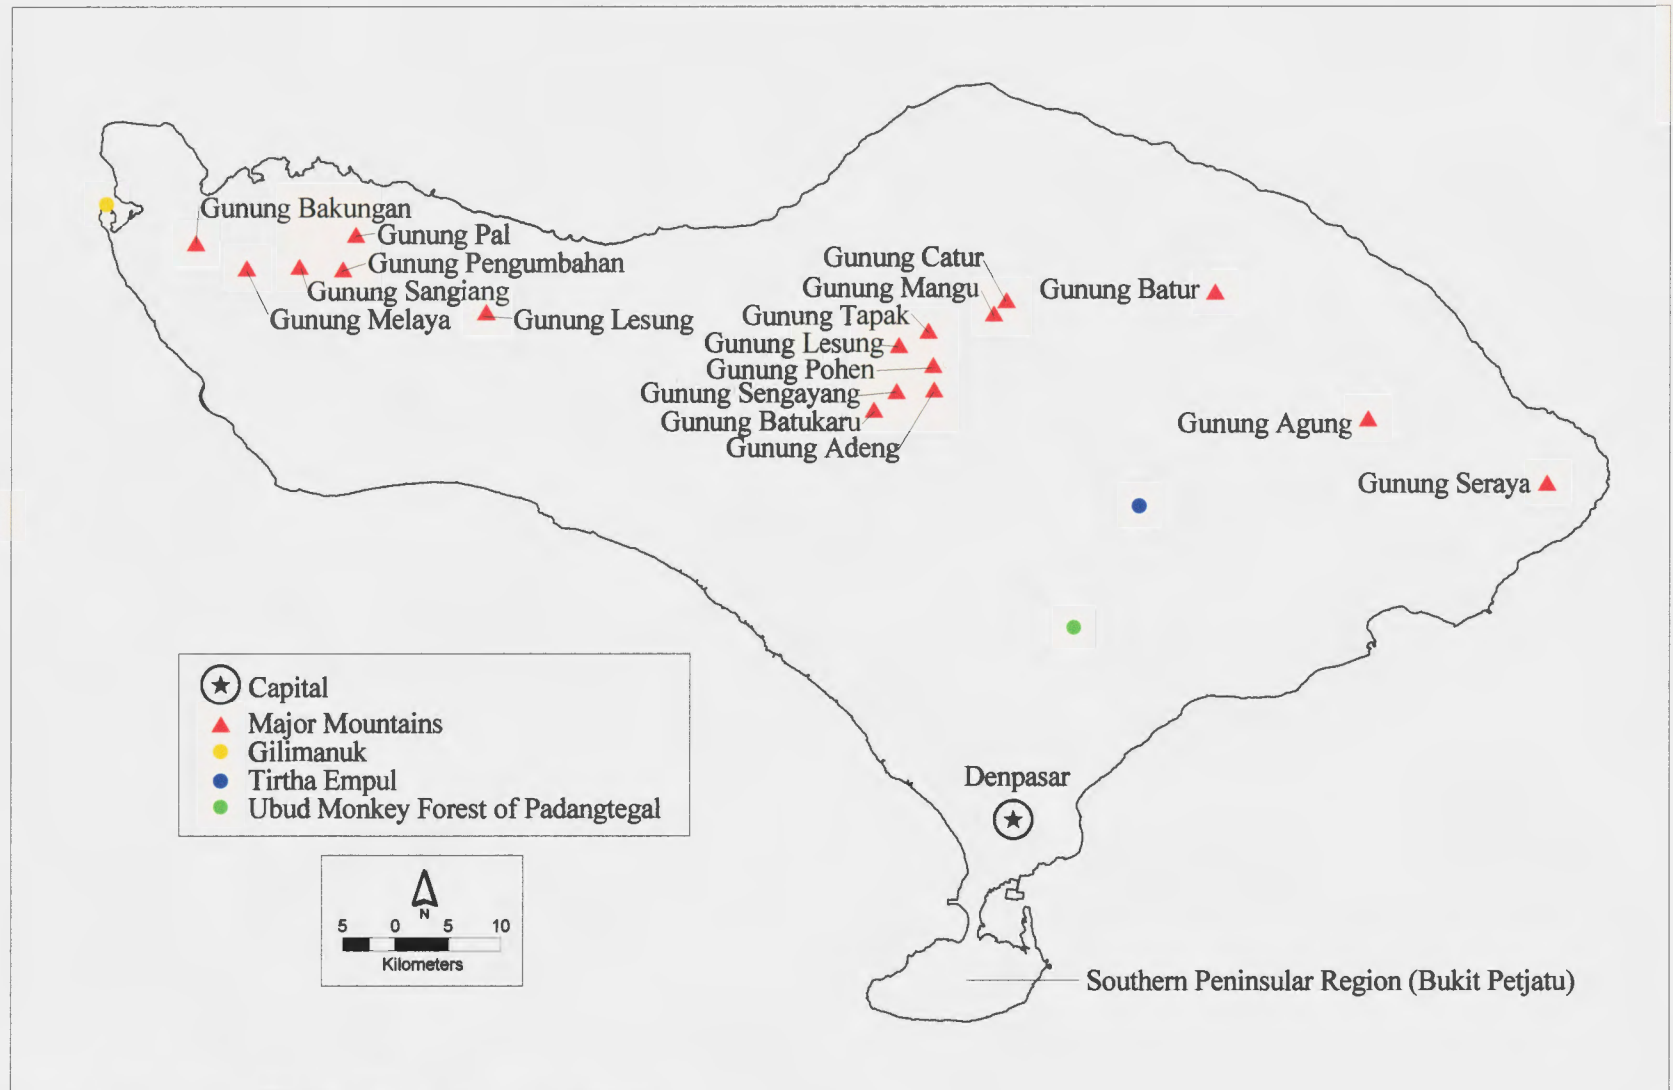 Gunung Bakungan
Gunung Pal
Gunung Pengumbahan
Gunung Sangiang
Gunung Melaya
Gunung Lesung
Gunung Catur
Gunung Mangu
Gunung Tapak
Gunung Lesung
Gunung Pohen
Gunung Sengayang
Gunung Batukaru
Gunung Adeng
Gunung Batur
Gunung Agung
Gunung Seraya
Capital
Major Mountains
Gilimanuk
Tirtha Empul
Ubud Monkey Forest of Padangtegal
N
5 0 5 10
Kilometers
Denpasar
Southern Peninsular Region (Bukit Petjatu)